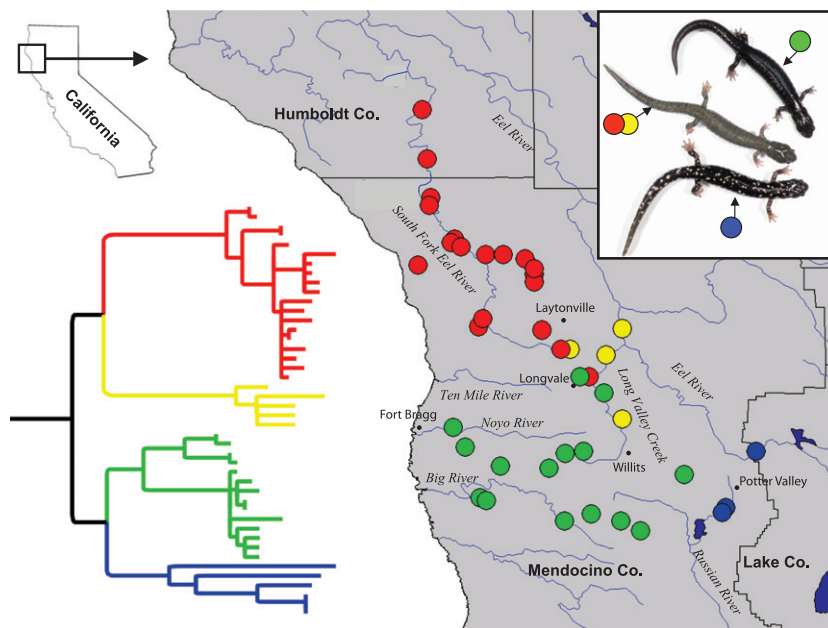 California
Humboldt Co.
Eel River
South Fork Eel River
Laytonville
Longvale
Long Valley Creek
Eel River
Ten Mile River
Fort Bragg
Noyo River
Willits
Big River
Potter Valley
Mendocino Co.
Russian River
Lake Co.